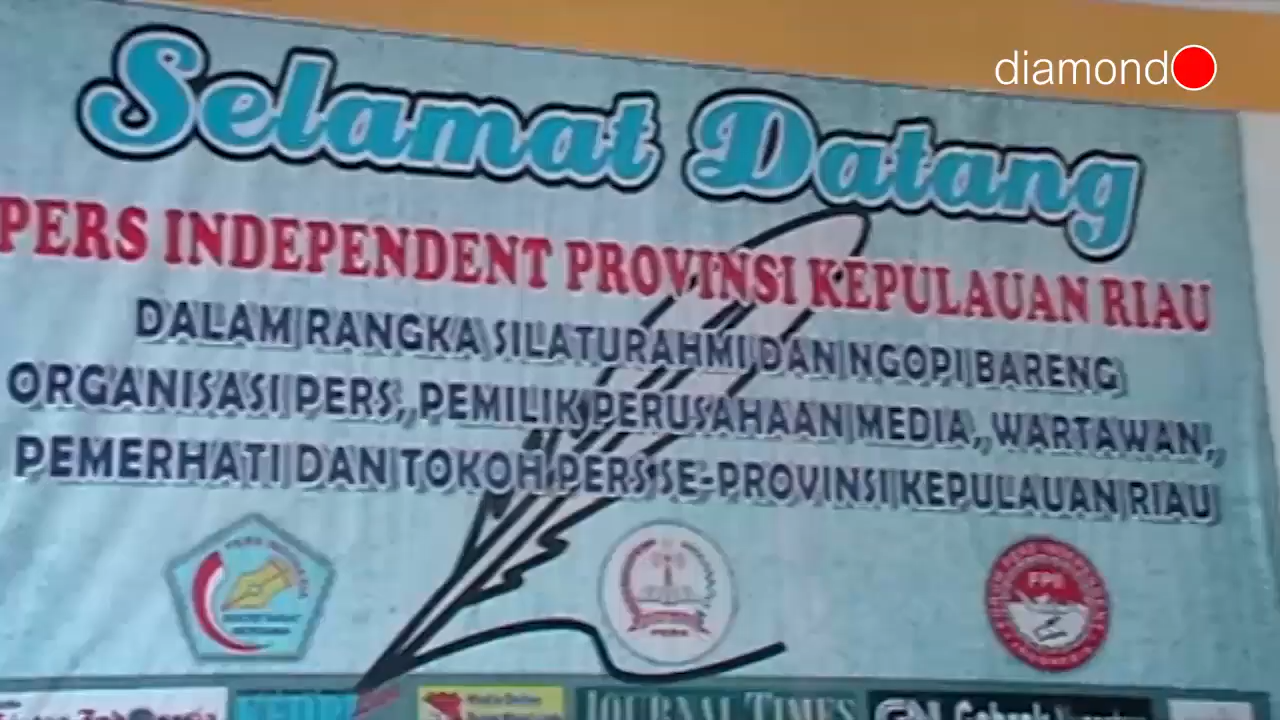 diamond
Selamat Datang
PERS INDEPENDENT PROVINSI KEPULAUAN RIAU
DALAM RANGKA SILATURAHMI DAN NGOPI BARENG
ORGANISASI PERS, PEMILIK PERUSAHAAN MEDIA, WARTAWAN,
PEMERHATI DAN TOKOH PERS SE-PROVINSI KEPULAUAN RIAU
FPII
JOURNAL TIMES